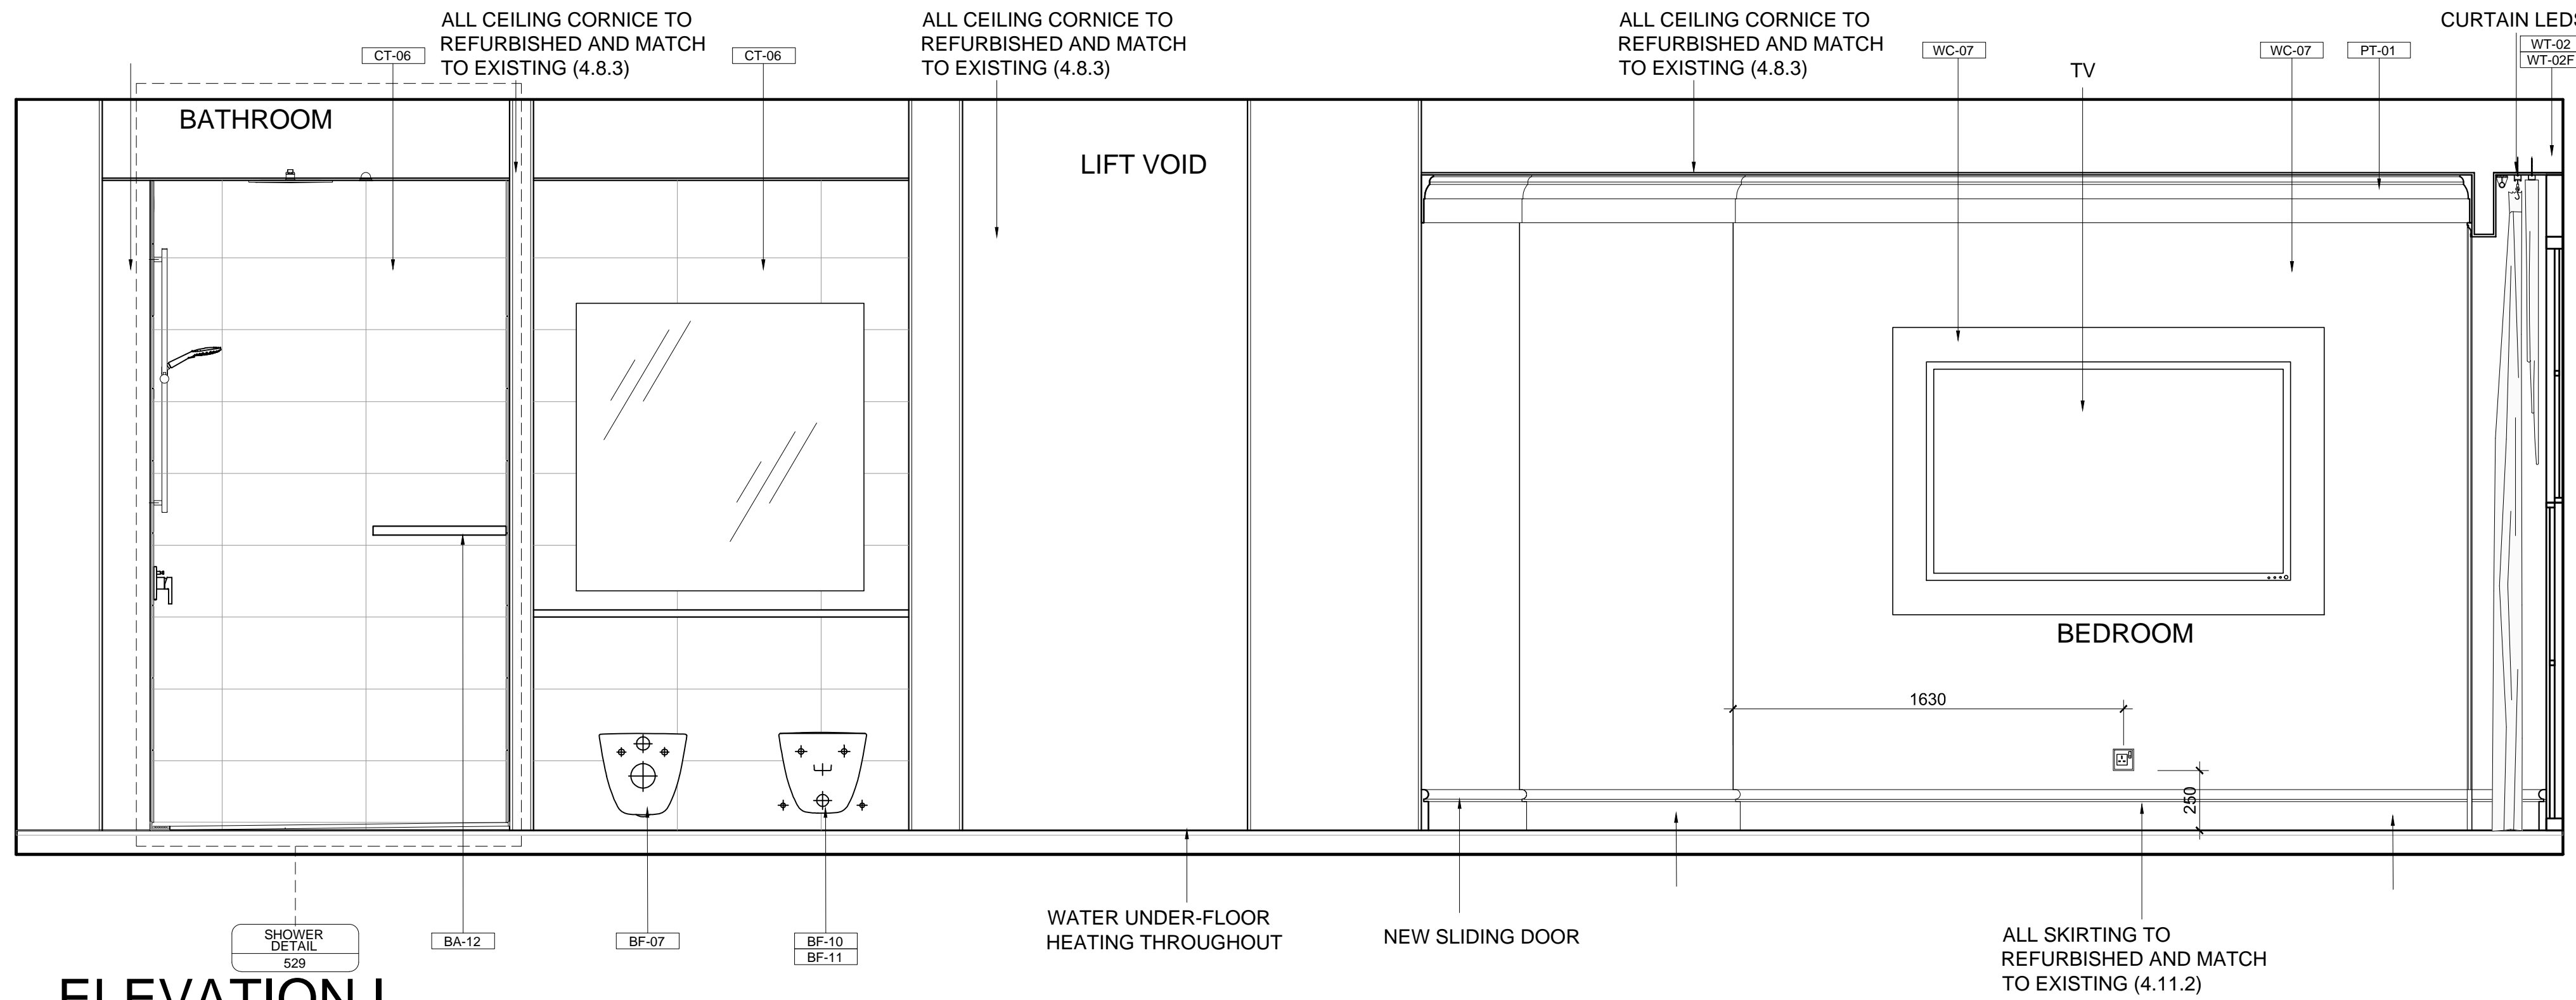 ALL CEILING CORNICE TO
REFURBISHED AND MATCH
TO EXISTING (4.8.3)
ALL CEILING CORNICE TO
REFURBISHED AND MATCH
TO EXISTING (4.8.3)
ALL CEILING CORNICE TO
REFURBISHED AND MATCH
TO EXISTING (4.8.3)
CURTAIN LEDS
CT-06
CT-06
WC-07
TV
WC-07
PT-01
WT-02
WT-02F
BATHROOM
LIFT VOID
BEDROOM
1630
250
SHOWER
DETAIL
529
BA-12
BF-07
BF-10
BF-11
WATER UNDER-FLOOR
HEATING THROUGHOUT
NEW SLIDING DOOR
ALL SKIRTING TO
REFURBISHED AND MATCH
TO EXISTING (4.11.2)
ELEVATION